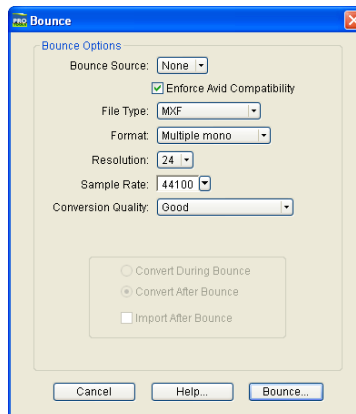 PRO Bounce
Bounce Options
Bounce Source: None
Enforce Avid Compatibility
File Type: MXF
Format: Multiple mono
Resolution: 24
Sample Rate: 44100
Conversion Quality: Good
Convert During Bounce
Convert After Bounce
Import After Bounce
Cancel Help... Bounce...